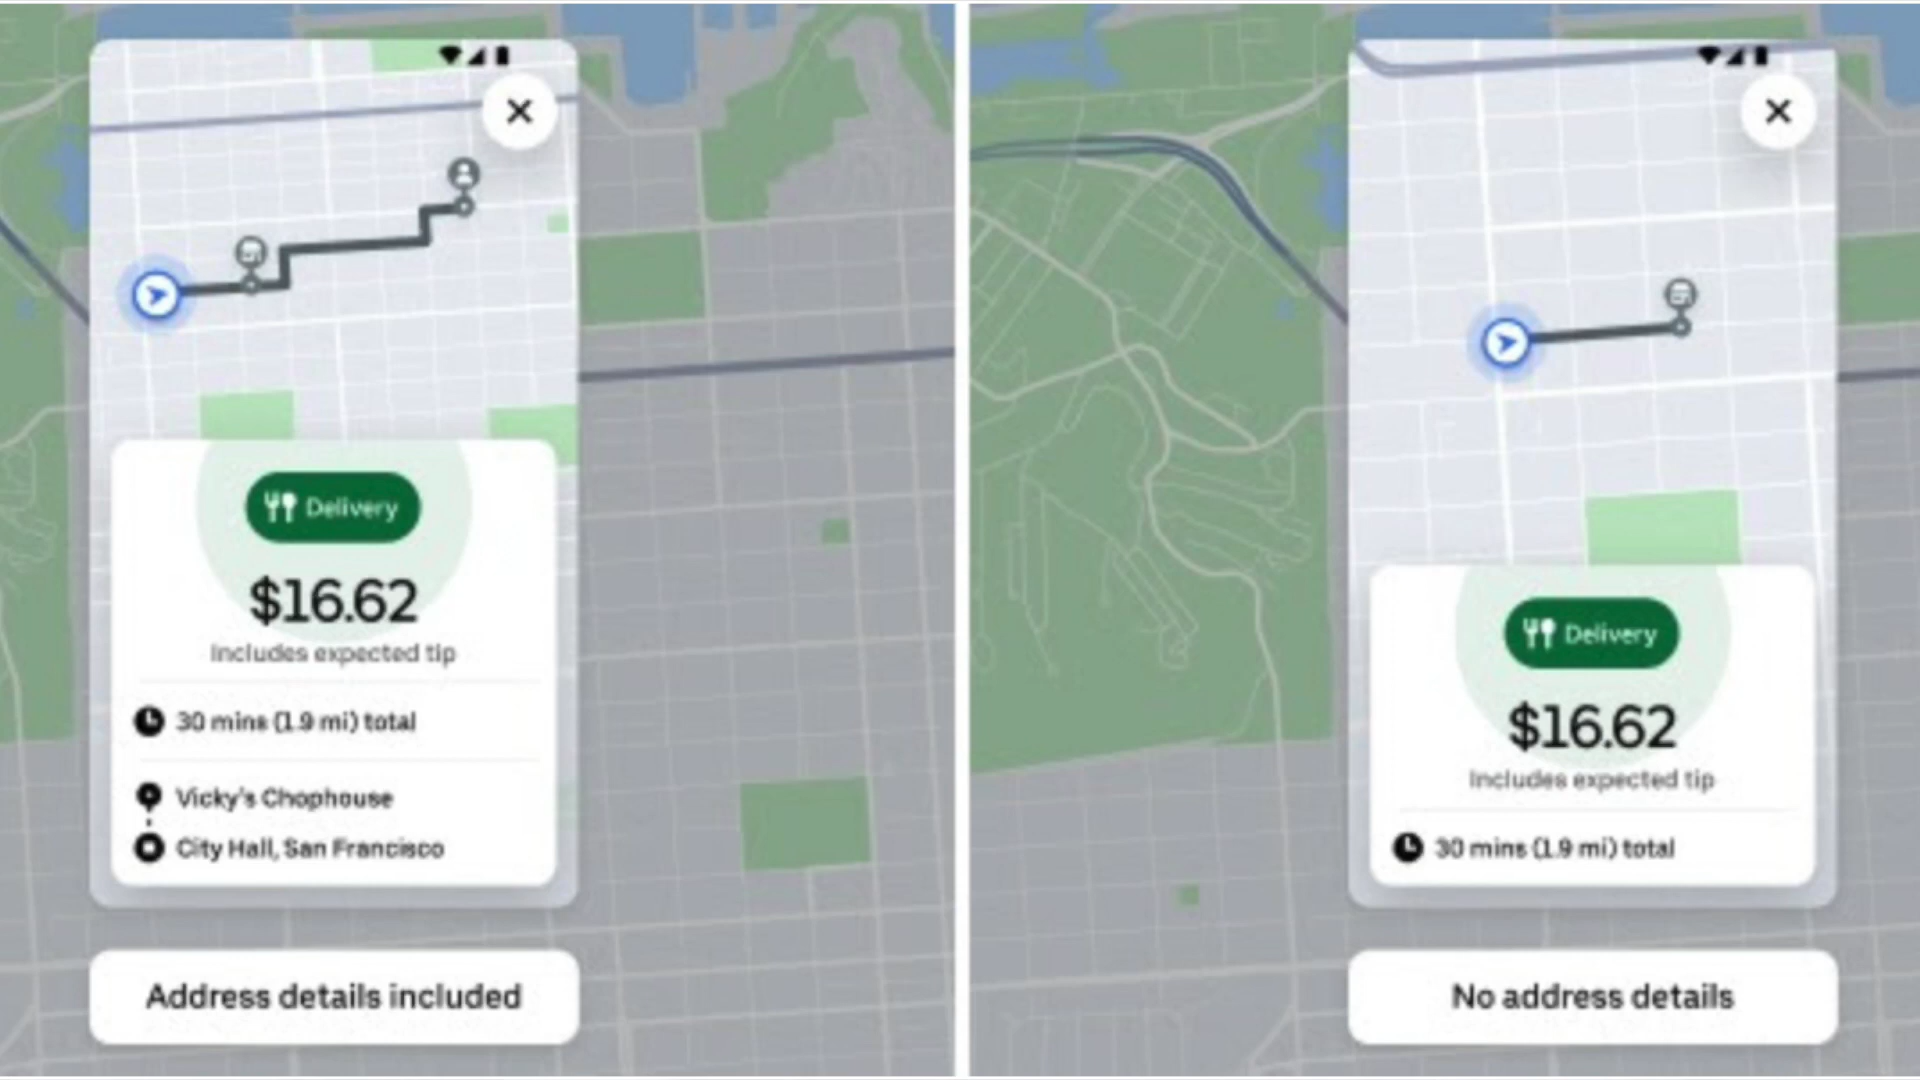 Delivery
$16.62
Includes expected tip
30 mins (1.9 mi) total
Vicky's Chophouse
City Hall, San Francisco
Address details included
Delivery
$16.62
Includes expected tip
30 mins (1.9 mi) total
No address details